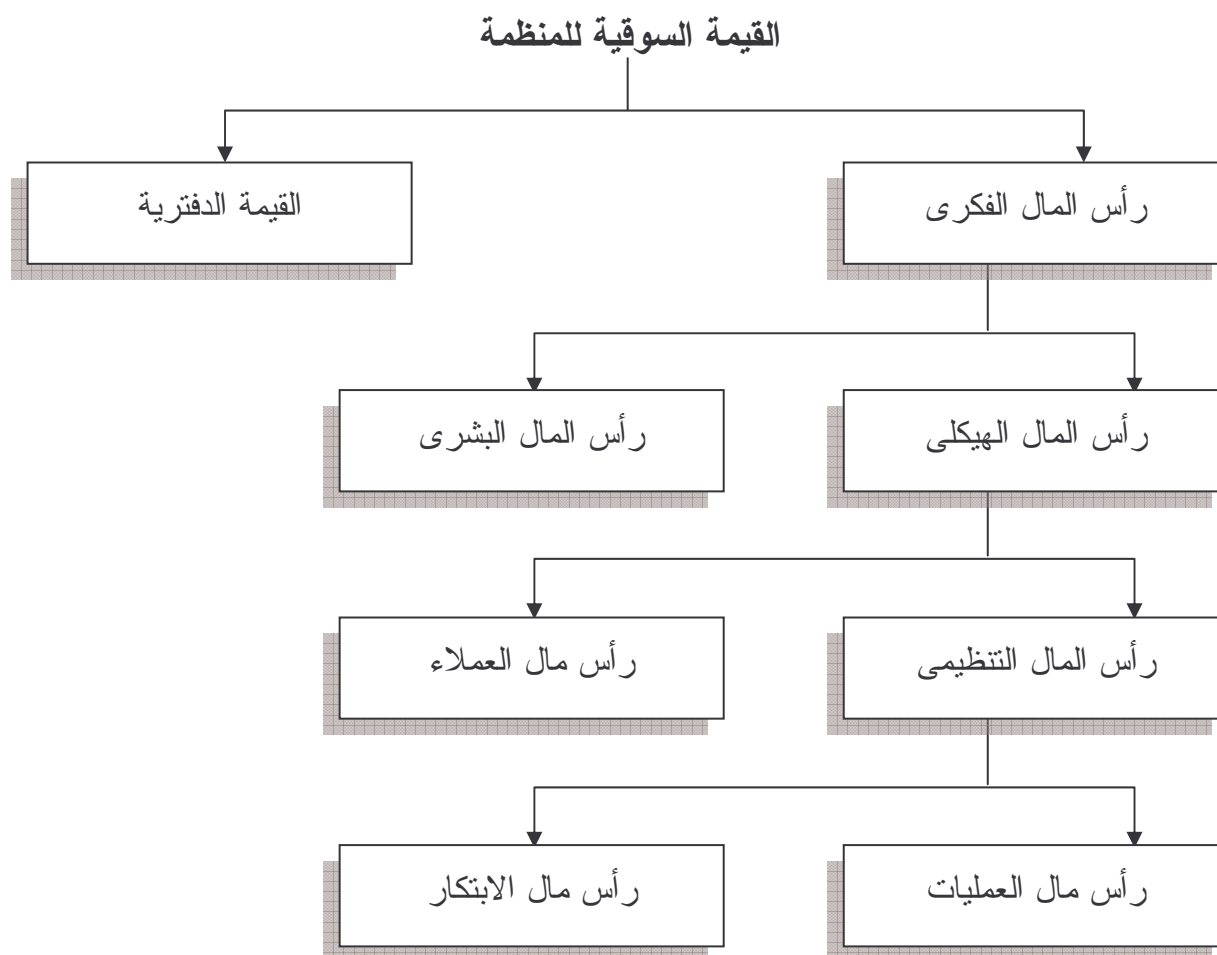 القيمة السوقية للمنظمة
رأس المال الفكرى
القيمة الدفترية
رأس المال الهيكلى
رأس المال البشرى
رأس المال التنظيمى
رأس مال العملاء
رأس مال العمليات
رأس مال الابتكار